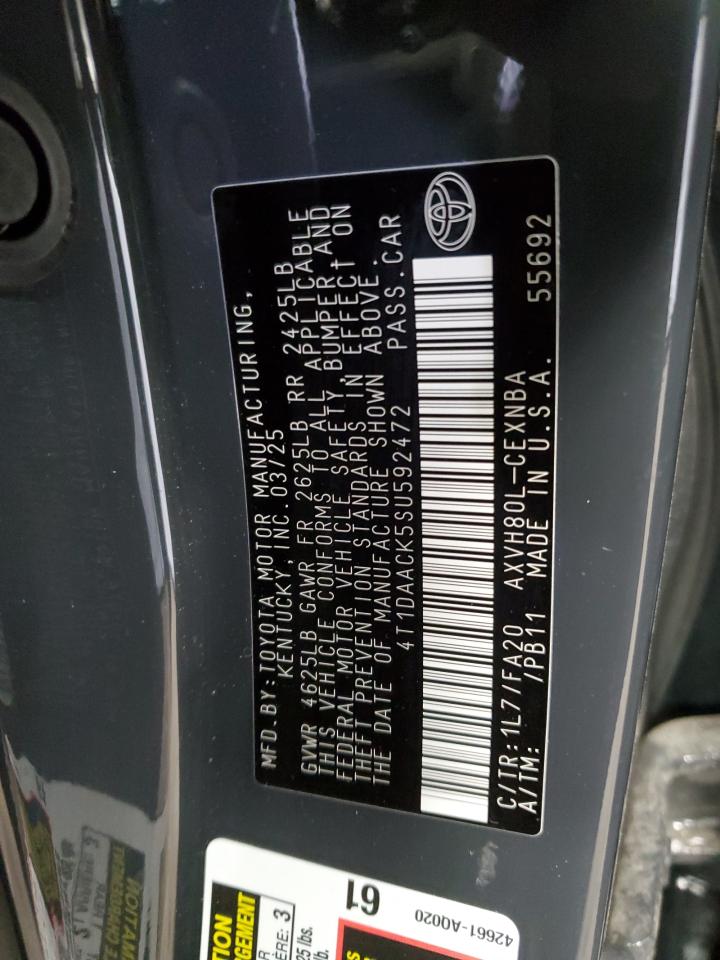 MFD.BY:TOYOTA MOTOR MANUFACTURING,
KENTUCKY, INC.03/25
GVWR 4625LB GAWR FR 2625LB RR 2425LB
THIS VEHICLE CONFORMS TO ALL APPLICABLE
FEDERAL MOTOR VEHICLE SAFETY, BUMPER AND
THEFT PREVENTION STANDARDS IN EFFECT ON
THE DATE OF MANUFACTURE SHOWN ABOVE.
4T1DAACK5SU592472 PASS.CAR
C/TR:1L7/FA20 AXVH80L-CEXNBA
A/TM: /PB11 MADE IN U.S.A. 55692
61
42661-A0020